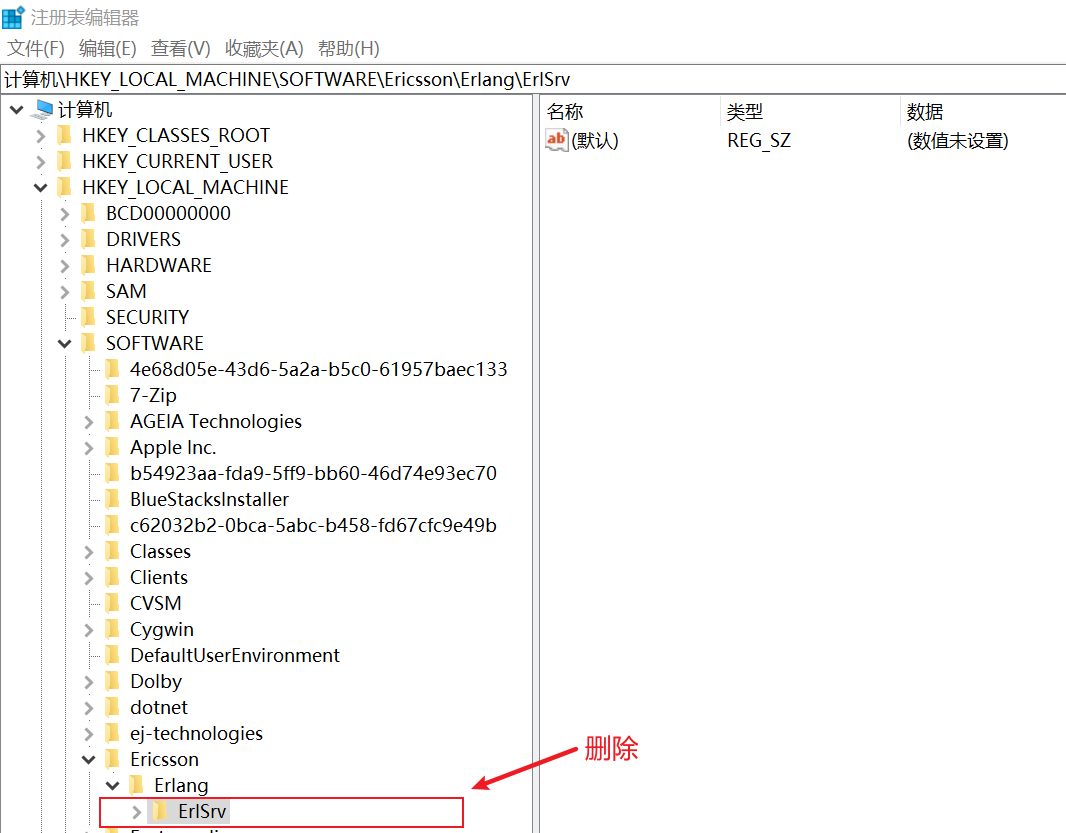 注册表编辑器
文件(F) 编辑(E) 查看(V) 收藏夹(A) 帮助(H)
计算机\HKEY_LOCAL_MACHINE\SOFTWARE\Ericsson\Erlang\ErlSrv
计算机
HKEY_CLASSES_ROOT
HKEY_CURRENT_USER
HKEY_LOCAL_MACHINE
BCD00000000
DRIVERS
HARDWARE
SAM
SECURITY
SOFTWARE
4e68d05e-43d6-5a2a-b5c0-61957baec133
7-Zip
AGEIA Technologies
Apple Inc.
b54923aa-fda9-5ff9-bb60-46d74e93ec70
BlueStacksInstaller
c62032b2-0bca-5abc-b458-fd67cfc9e49b
Classes
Clients
CVSM
Cygwin
DefaultUserEnvironment
Dolby
dotnet
ej-technologies
Ericsson
Erlang
ErlSrv
名称 类型 数据
ab (默认) REG_SZ (数值未设置)
删除